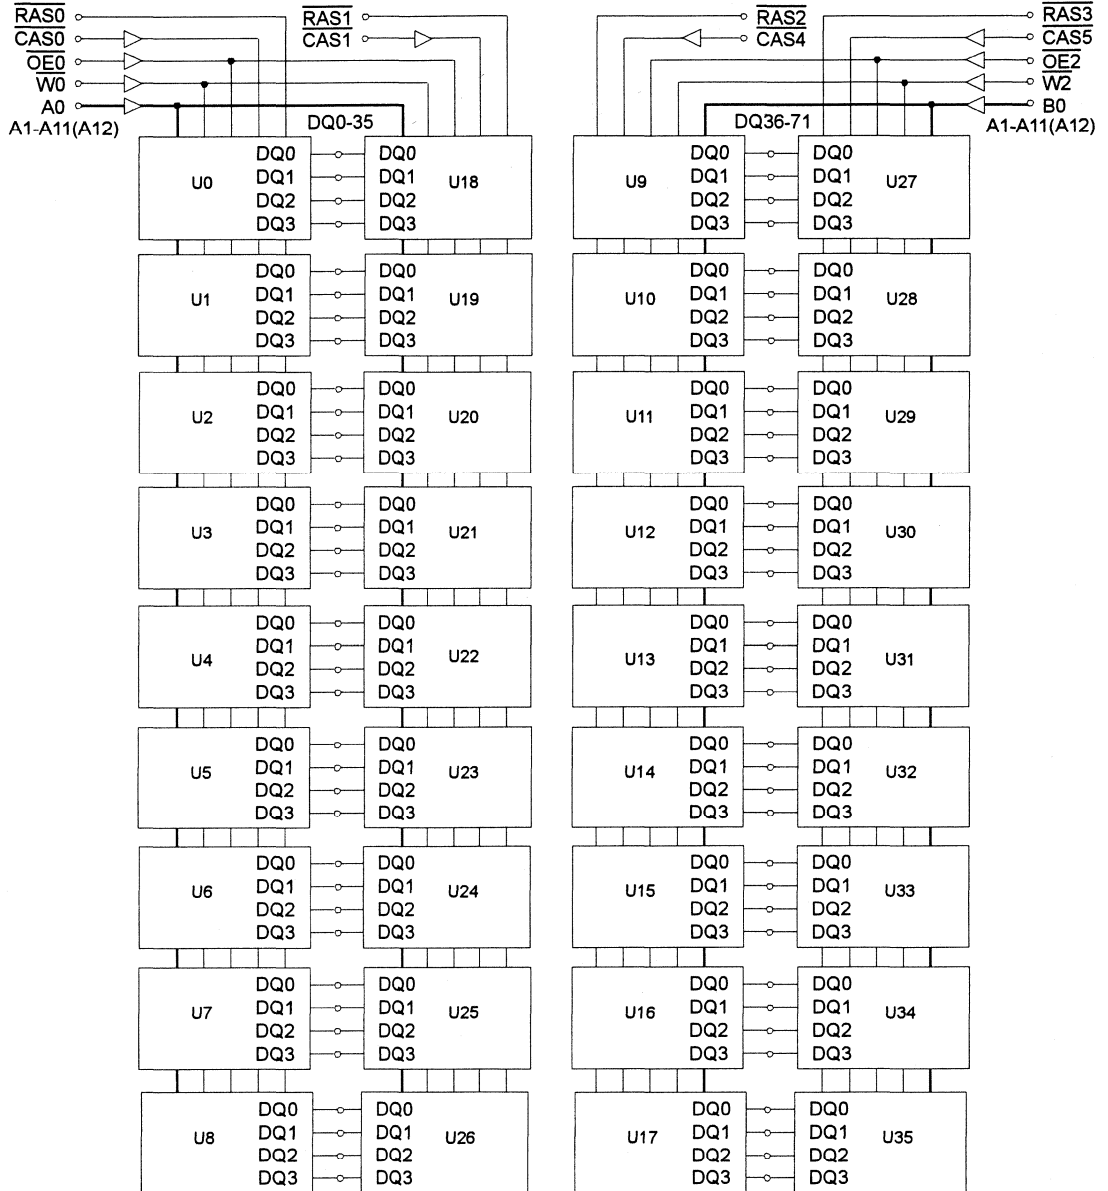 RAS0 RAS1 RAS2 RAS3
CAS0 CAS1 CAS4 CAS5
OE0 OE2
W0 W2
A0 B0
A1-A11(A12) DQ0-35 DQ36-71 A1-A11(A12)
DQ0 DQ0 DQ0 DQ0
U0 DQ1 DQ1 U18 U9 DQ1 DQ1 U27
DQ2 DQ2 DQ2 DQ2
DQ3 DQ3 DQ3 DQ3
DQ0 DQ0 DQ0 DQ0
U1 DQ1 DQ1 U19 U10 DQ1 DQ1 U28
DQ2 DQ2 DQ2 DQ2
DQ3 DQ3 DQ3 DQ3
DQ0 DQ0 DQ0 DQ0
U2 DQ1 DQ1 U20 U11 DQ1 DQ1 U29
DQ2 DQ2 DQ2 DQ2
DQ3 DQ3 DQ3 DQ3
DQ0 DQ0 DQ0 DQ0
U3 DQ1 DQ1 U21 U12 DQ1 DQ1 U30
DQ2 DQ2 DQ2 DQ2
DQ3 DQ3 DQ3 DQ3
DQ0 DQ0 DQ0 DQ0
U4 DQ1 DQ1 U22 U13 DQ1 DQ1 U31
DQ2 DQ2 DQ2 DQ2
DQ3 DQ3 DQ3 DQ3
DQ0 DQ0 DQ0 DQ0
U5 DQ1 DQ1 U23 U14 DQ1 DQ1 U32
DQ2 DQ2 DQ2 DQ2
DQ3 DQ3 DQ3 DQ3
DQ0 DQ0 DQ0 DQ0
U6 DQ1 DQ1 U24 U15 DQ1 DQ1 U33
DQ2 DQ2 DQ2 DQ2
DQ3 DQ3 DQ3 DQ3
DQ0 DQ0 DQ0 DQ0
U7 DQ1 DQ1 U25 U16 DQ1 DQ1 U34
DQ2 DQ2 DQ2 DQ2
DQ3 DQ3 DQ3 DQ3
DQ0 DQ0 DQ0 DQ0
U8 DQ1 DQ1 U26 U17 DQ1 DQ1 U35
DQ2 DQ2 DQ2 DQ2
DQ3 DQ3 DQ3 DQ3